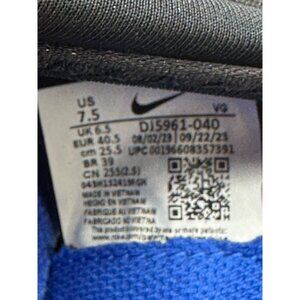 US
7.5
VG
UK 6.5
DJ5961-040
EUR 40.5
08/02/23 09/22/23
cm 25.5
UPC 00196608357391
BR 39
CN 255(2.5)
MADE IN VIETNAM
HECHO EN VIETNAM
FABRIQUÉ AU VIETNAM
FABRICADO NO VIETNÃ